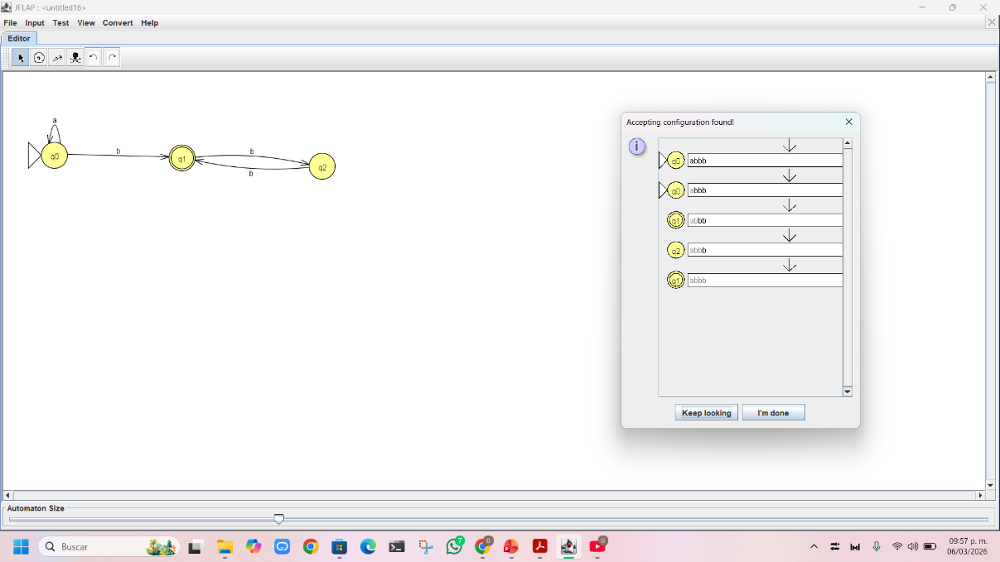 JFLAP : <untitled16>
File Input Test View Convert Help
Editor
a
q0
b
q1
b
b
q2
Accepting configuration found!
q0 abbb
q0 abbb
q1 abbb
q2 abbb
q1 abbb
Keep looking I'm done
Automaton Size
Buscar
7
D
D
09:57 p. m.
06/03/2026